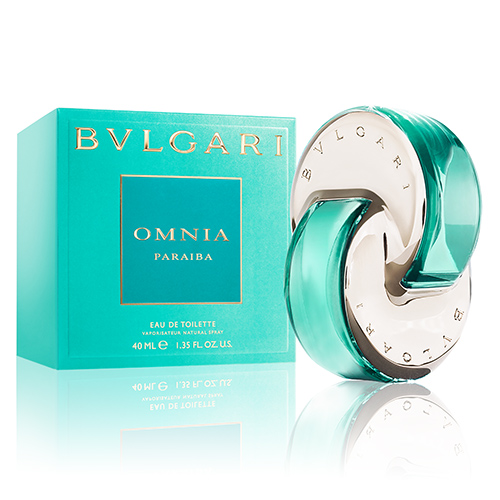 BVLGARI
OMNIA
PARAIBA
EAU DE TOILETTE
VAPORISATEUR NATURAL SPRAY
40 ML ℮ 1.35 FL. OZ. U.S.
BVLGARI
BVLGARI